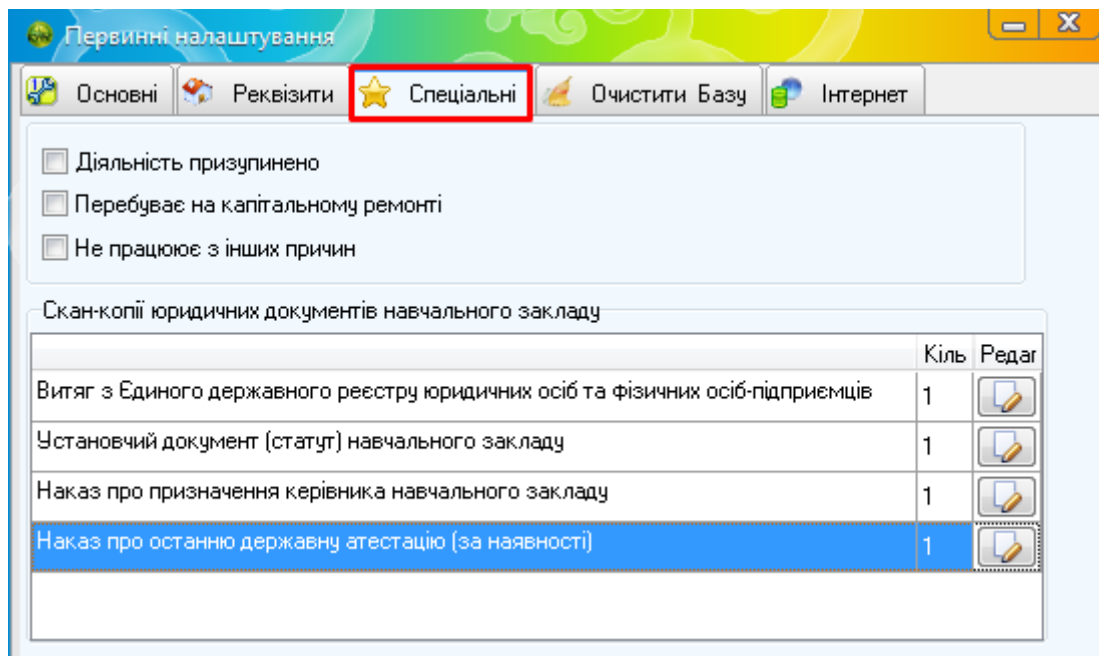 Первинні налаштування
Основні Реквізити Спеціальні Очистити Базу Інтернет
Діяльність призупинено
Перебуває на капітальному ремонті
Не працюює з інших причин
Скан-копії юридичних документів навчального закладу
Кіль Редаг
Витяг з Единого державного реєстру юридичних осіб та фізичних осіб-підприємців 1
Установчий документ (статут) навчального закладу 1
Наказ про призначення керівника навчального закладу 1
Наказ про останню державну атестацію (за наявності) 1